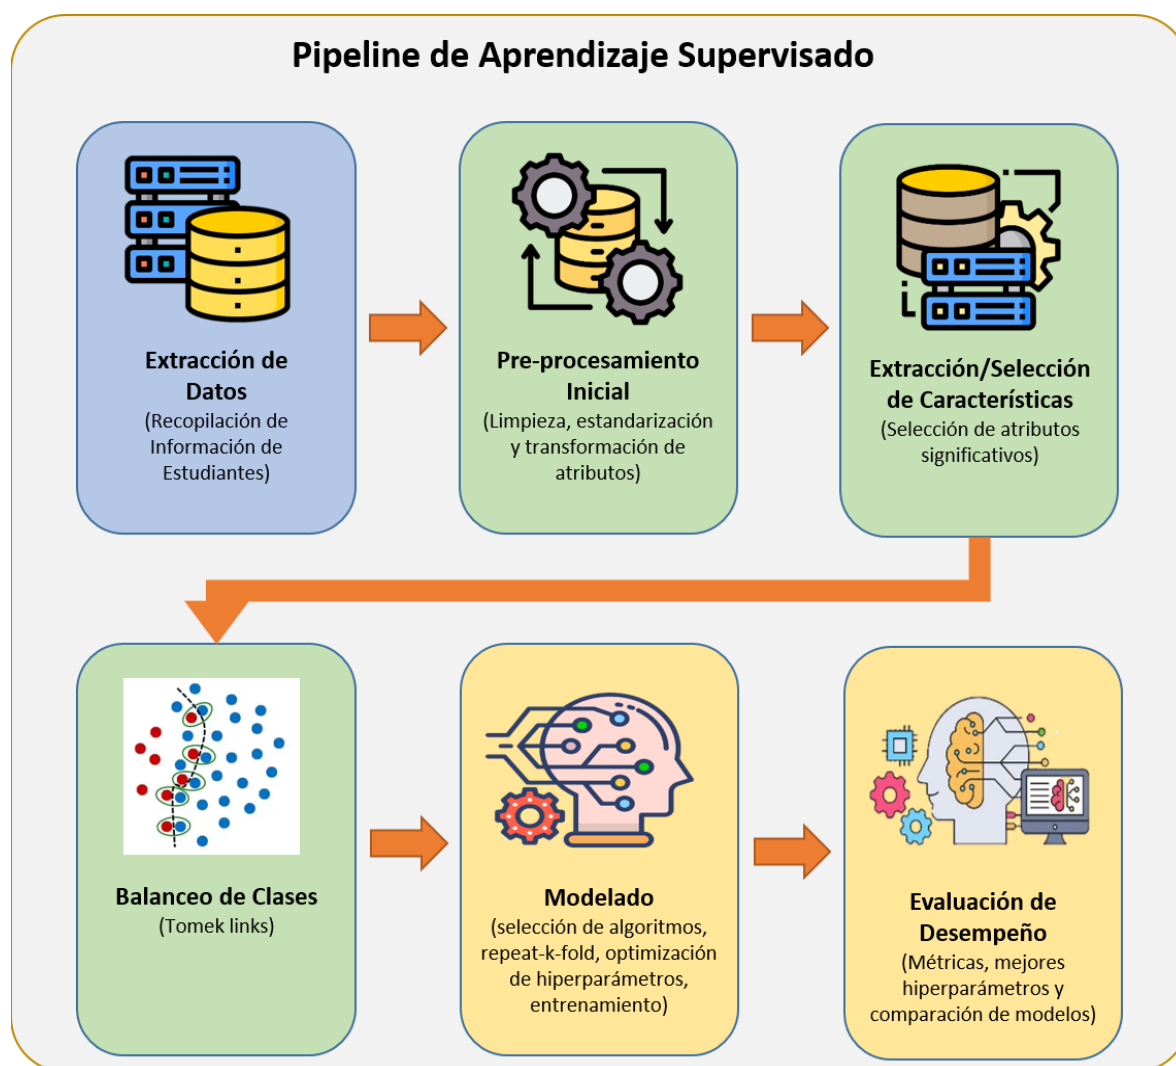 Pipeline de Aprendizaje Supervisado
Extracción de
Datos
(Recopilación de
Información de
Estudiantes)
Pre-procesamiento
Inicial
(Limpieza, estandarización
y transformación de
atributos)
Extracción/Selección
de Características
(Selección de atributos
significativos)
Balanceo de Clases
(Tomek links)
Modelado
(selección de algoritmos,
repeat-k-fold, optimización
de hiperparámetros,
entrenamiento)
Evaluación de
Desempeño
(Métricas, mejores
hiperparámetros y
comparación de modelos)